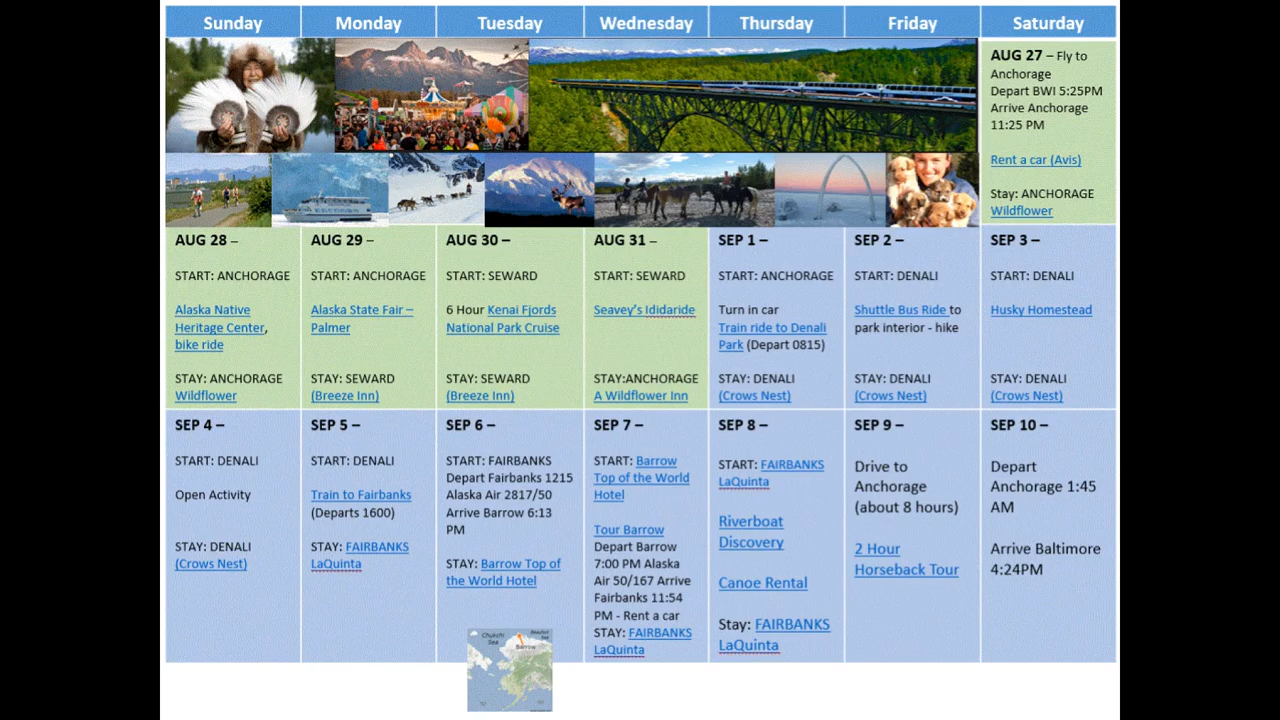 Sunday
Monday
Tuesday
Wednesday
Thursday
Friday
Saturday
AUG 27 – Fly to
Anchorage
Depart BWI 5:25PM
Arrive Anchorage
11:25 PM
Rent a car (Avis)
Stay: ANCHORAGE
Wildflower
AUG 28 –
START: ANCHORAGE
Alaska Native
Heritage Center,
bike ride
STAY: ANCHORAGE
Wildflower
AUG 29 –
START: ANCHORAGE
Alaska State Fair –
Palmer
STAY: SEWARD
(Breeze Inn)
AUG 30 –
START: SEWARD
6 Hour Kenai Fjords
National Park Cruise
STAY: SEWARD
(Breeze Inn)
AUG 31 –
START: SEWARD
Seavey's Ididaride
STAY:ANCHORAGE
A Wildflower Inn
SEP 1 –
START: ANCHORAGE
Turn in car
Train ride to Denali
Park (Depart 0815)
STAY: DENALI
(Crows Nest)
SEP 2 –
START: DENALI
Shuttle Bus Ride to
park interior - hike
STAY: DENALI
(Crows Nest)
SEP 3 –
START: DENALI
Husky Homestead
STAY: DENALI
(Crows Nest)
SEP 4 –
START: DENALI
Open Activity
STAY: DENALI
(Crows Nest)
SEP 5 –
START: DENALI
Train to Fairbanks
(Departs 1600)
STAY: FAIRBANKS
LaQuinta
SEP 6 –
START: FAIRBANKS
Depart Fairbanks 1215
Alaska Air 2817/50
Arrive Barrow 6:13
PM
STAY: Barrow Top of
the World Hotel
SEP 7 –
START: Barrow
Top of the World
Hotel
Tour Barrow
Depart Barrow
7:00 PM Alaska
Air 50/167 Arrive
Fairbanks 11:54
PM - Rent a car
STAY: FAIRBANKS
LaQuinta
SEP 8 –
START: FAIRBANKS
LaQuinta
Riverboat
Discovery
Canoe Rental
Stay: FAIRBANKS
LaQuinta
SEP 9 –
Drive to
Anchorage
(about 8 hours)
2 Hour
Horseback Tour
SEP 10 –
Depart
Anchorage 1:45
AM
Arrive Baltimore
4:24PM
Barrow